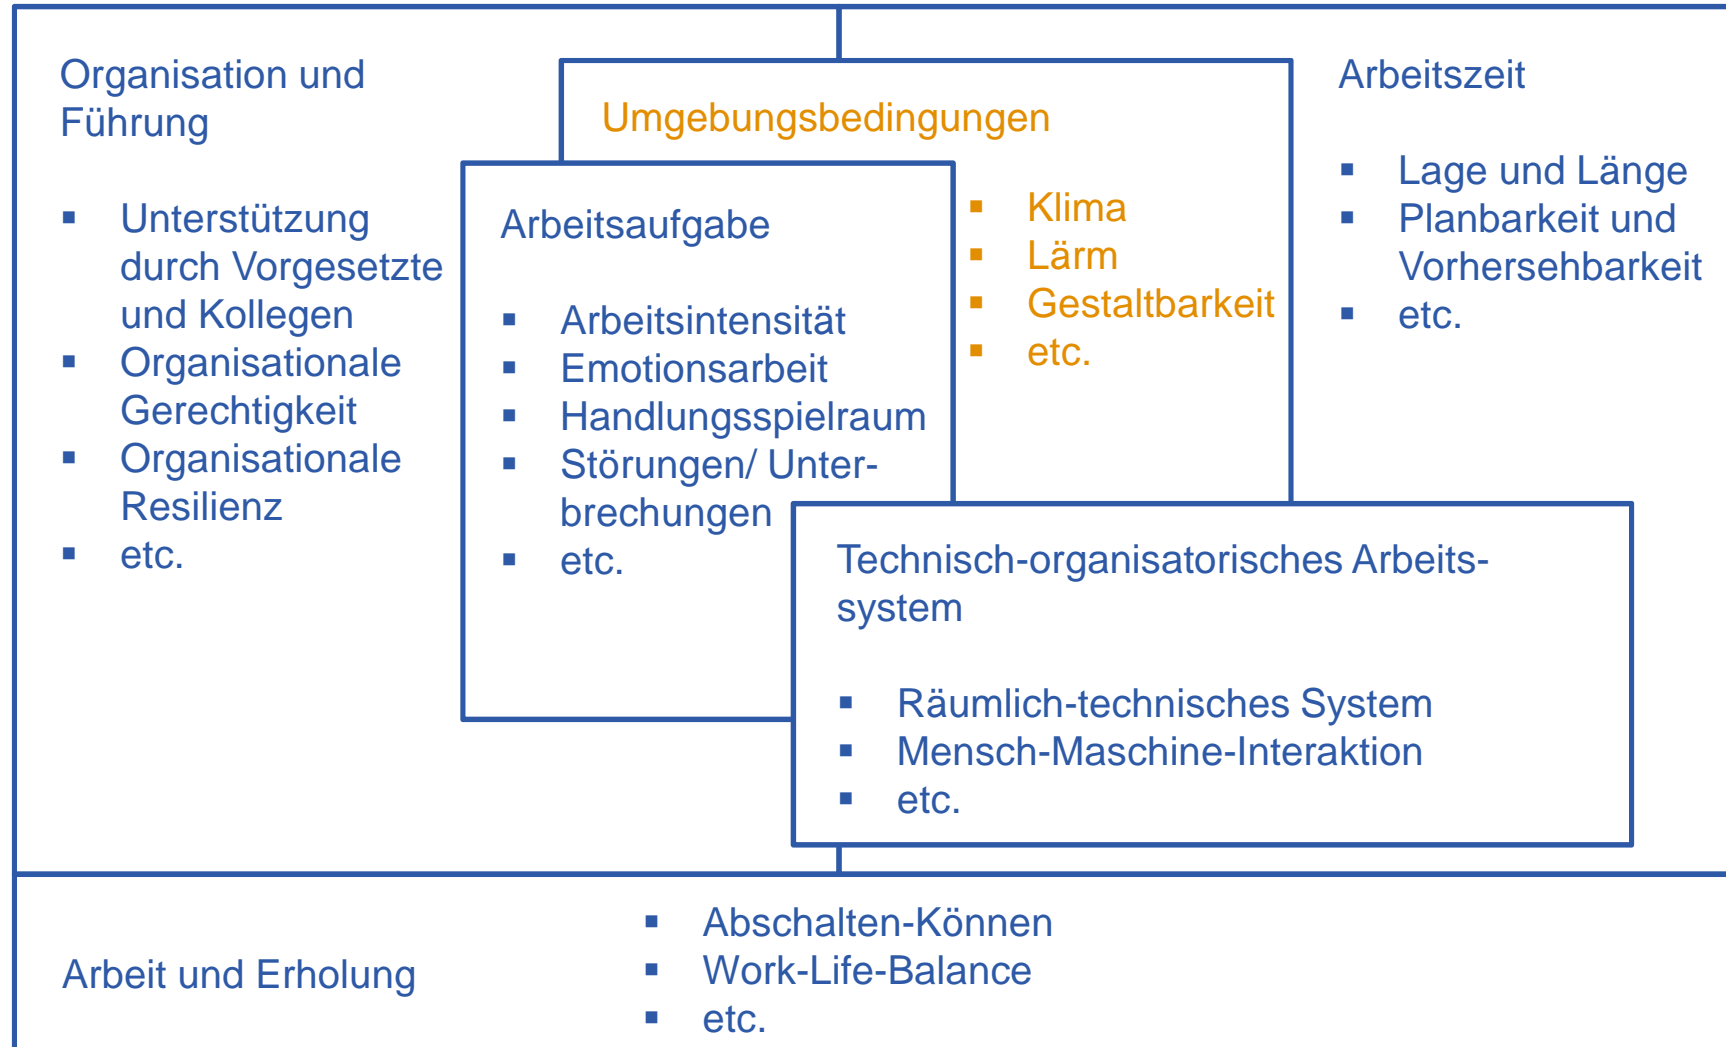 Organisation und
Führung
▪ Unterstützung
durch Vorgesetzte
und Kollegen
▪ Organisationale
Gerechtigkeit
▪ Organisationale
Resilienz
▪ etc.
Umgebungsbedingungen
▪ Klima
▪ Lärm
▪ Gestaltbarkeit
▪ etc.
Arbeitsaufgabe
▪ Arbeitsintensität
▪ Emotionsarbeit
▪ Handlungsspielraum
▪ Störungen/ Unter-
brechungen
▪ etc.
Arbeitszeit
▪ Lage und Länge
▪ Planbarkeit und
Vorhersehbarkeit
▪ etc.
Technisch-organisatorisches Arbeits-
system
▪ Räumlich-technisches System
▪ Mensch-Maschine-Interaktion
▪ etc.
Arbeit und Erholung
▪ Abschalten-Können
▪ Work-Life-Balance
▪ etc.